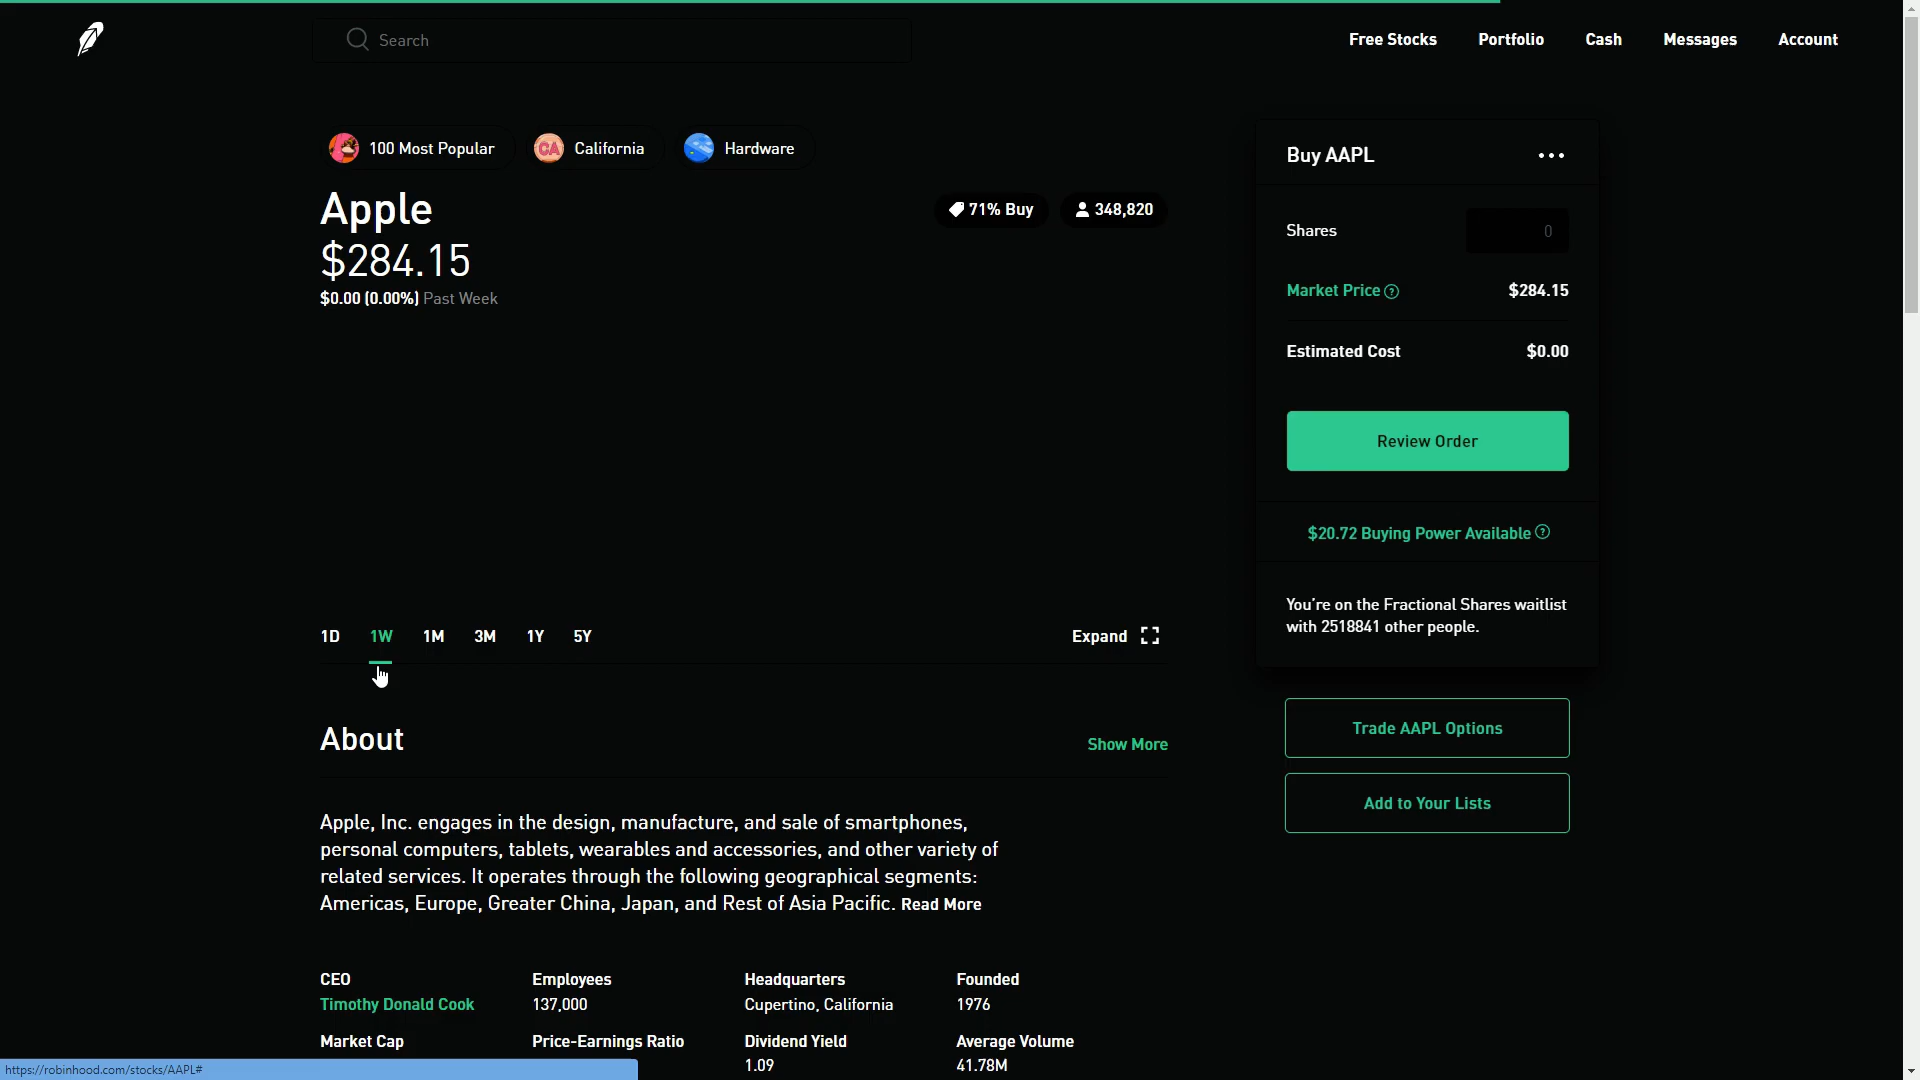 Search
Free Stocks
Portfolio
Cash
Messages
Account
100 Most Popular
CA
California
Hardware
Apple
$284.15
$0.00 (0.00%) Past Week
71% Buy
348,820
1D
1W
1M
3M
1Y
5Y
Expand
Buy AAPL
Shares
0
Market Price ?
$284.15
Estimated Cost
$0.00
Review Order
$20.72 Buying Power Available ?
You're on the Fractional Shares waitlist
with 2518841 other people.
Trade AAPL Options
Add to Your Lists
About
Show More
Apple, Inc. engages in the design, manufacture, and sale of smartphones,
personal computers, tablets, wearables and accessories, and other variety of
related services. It operates through the following geographical segments:
Americas, Europe, Greater China, Japan, and Rest of Asia Pacific. Read More
CEO
Timothy Donald Cook
Employees
137,000
Headquarters
Cupertino, California
Founded
1976
Market Cap
Price-Earnings Ratio
Dividend Yield
1.09
Average Volume
41.78M
https://robinhood.com/stocks/AAPL#